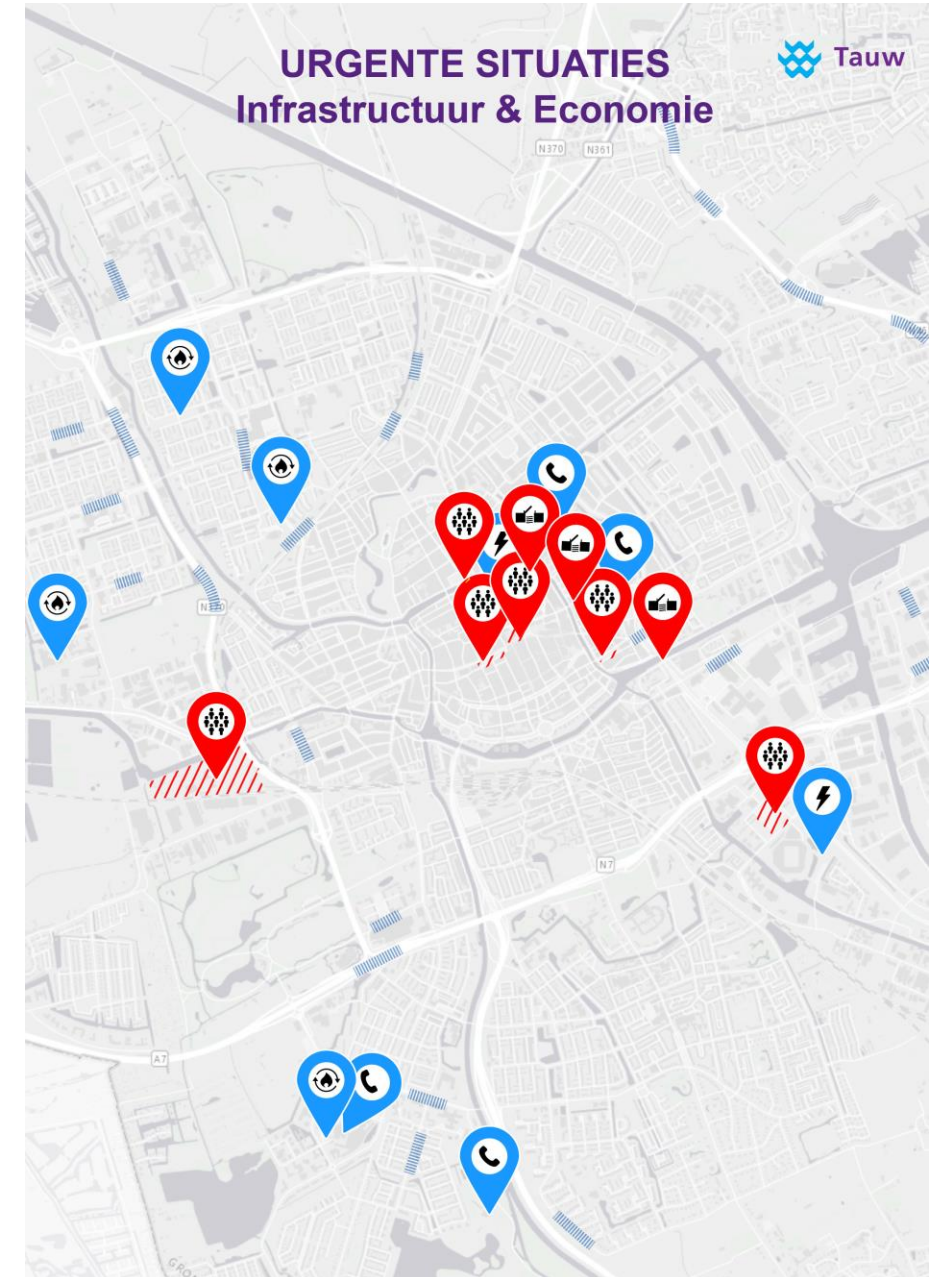 URGENTE SITUATIES
Infrastructuur & Economie
Tauw
N370
N361
N370
N7
A7